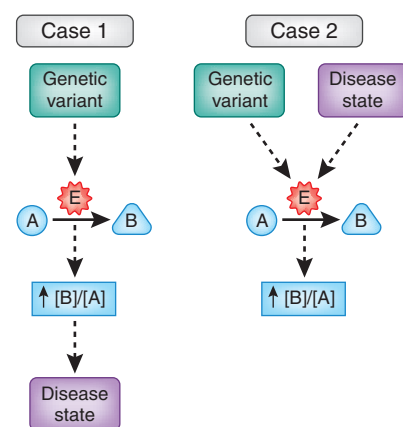 Case 1
Case 2
Genetic
variant
Genetic
variant
Disease
state
E
A
B
E
A
B
↑ [B]/[A]
↑ [B]/[A]
Disease
state